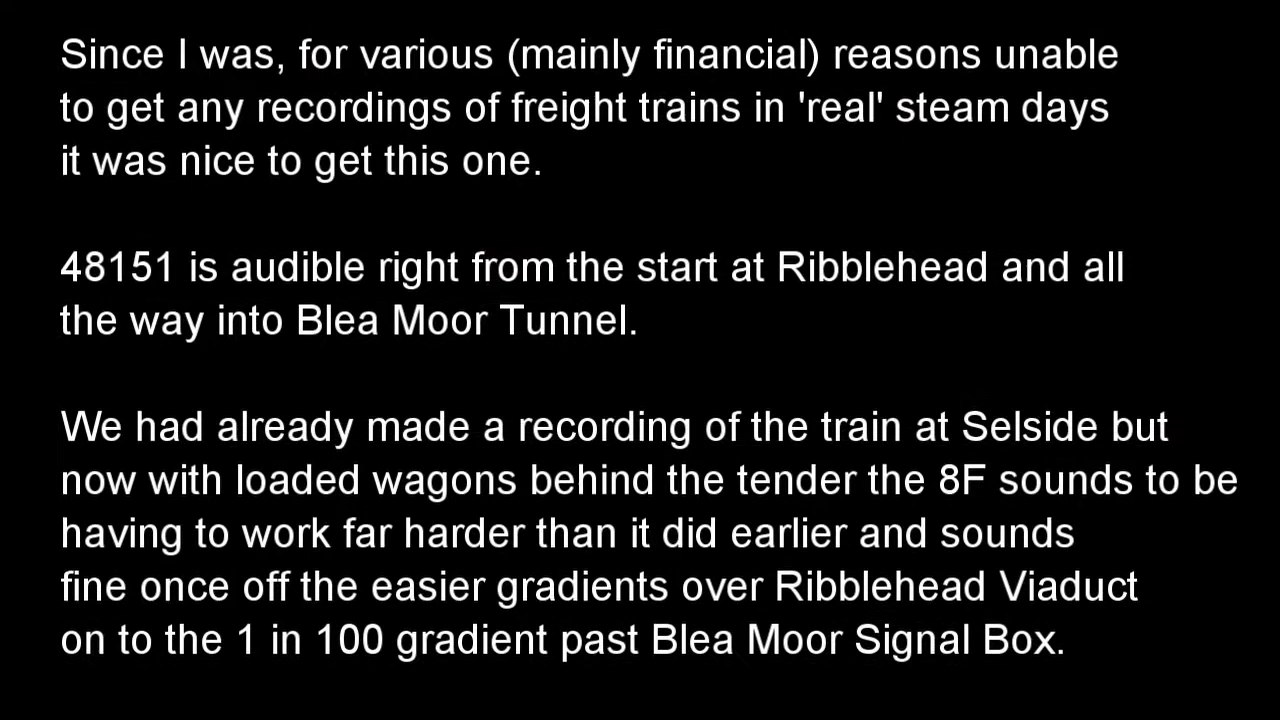 Since I was, for various (mainly financial) reasons unable
to get any recordings of freight trains in 'real' steam days
it was nice to get this one.
48151 is audible right from the start at Ribblehead and all
the way into Blea Moor Tunnel.
We had already made a recording of the train at Selside but
now with loaded wagons behind the tender the 8F sounds to be
having to work far harder than it did earlier and sounds
fine once off the easier gradients over Ribblehead Viaduct
on to the 1 in 100 gradient past Blea Moor Signal Box.